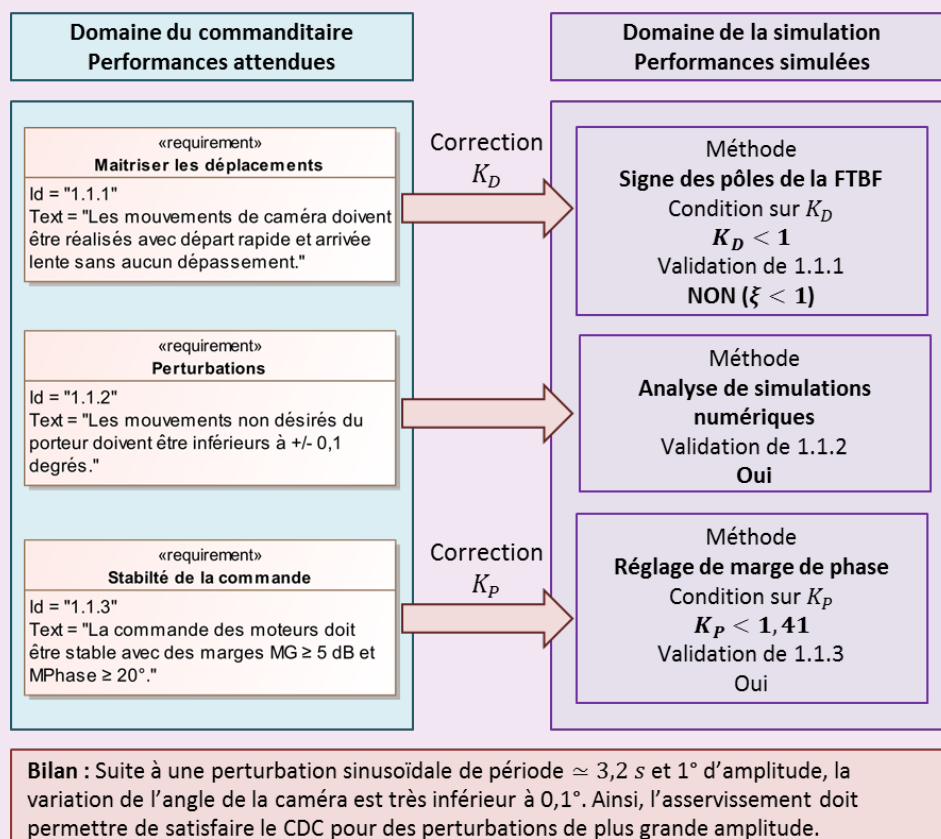 Domaine du commanditaire
Performances attendues
Domaine de la simulation
Performances simulées
«requirement»
Maitriser les déplacements
Id = "1.1.1"
Text = "Les mouvements de caméra doivent
être réalisés avec départ rapide et arrivée
lente sans aucun dépassement."
Correction
K_D
Méthode
Signe des pôles de la FTBF
Condition sur K_D
K_D < 1
Validation de 1.1.1
NON (ξ < 1)
«requirement»
Perturbations
Id = "1.1.2"
Text = "Les mouvements non désirés du
porteur doivent être inférieurs à +/- 0,1
degrés."
Méthode
Analyse de simulations
numériques
Validation de 1.1.2
Oui
«requirement»
Stabilté de la commande
Id = "1.1.3"
Text = "La commande des moteurs doit
être stable avec des marges MG ≥ 5 dB et
MPhase ≥ 20°."
Correction
K_P
Méthode
Réglage de marge de phase
Condition sur K_P
K_P < 1,41
Validation de 1.1.3
Oui
Bilan : Suite à une perturbation sinusoïdale de période ≃ 3,2 s et 1° d'amplitude, la
variation de l'angle de la caméra est très inférieur à 0,1°. Ainsi, l'asservissement doit
permettre de satisfaire le CDC pour des perturbations de plus grande amplitude.